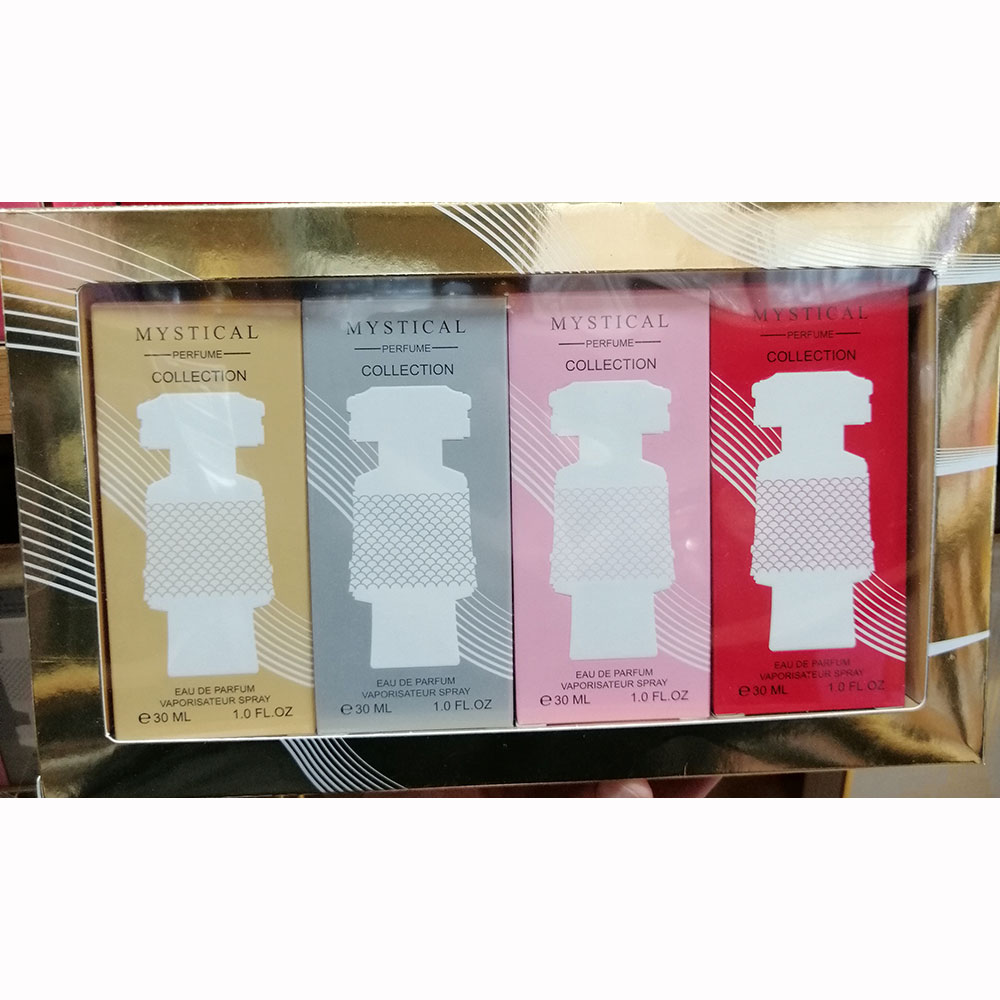 MYSTICAL
PERFUME
COLLECTION
EAU DE PARFUM
VAPORISATEUR SPRAY
℮ 30 ML 1.0 FL.OZ
MYSTICAL
PERFUME
COLLECTION
EAU DE PARFUM
VAPORISATEUR SPRAY
℮ 30 ML 1.0 FL.OZ
MYSTICAL
PERFUME
COLLECTION
EAU DE PARFUM
VAPORISATEUR SPRAY
℮ 30 ML 1.0 FL.OZ
MYSTICAL
PERFUME
COLLECTION
EAU DE PARFUM
VAPORISATEUR SPRAY
℮ 30 ML 1.0 FL.OZ